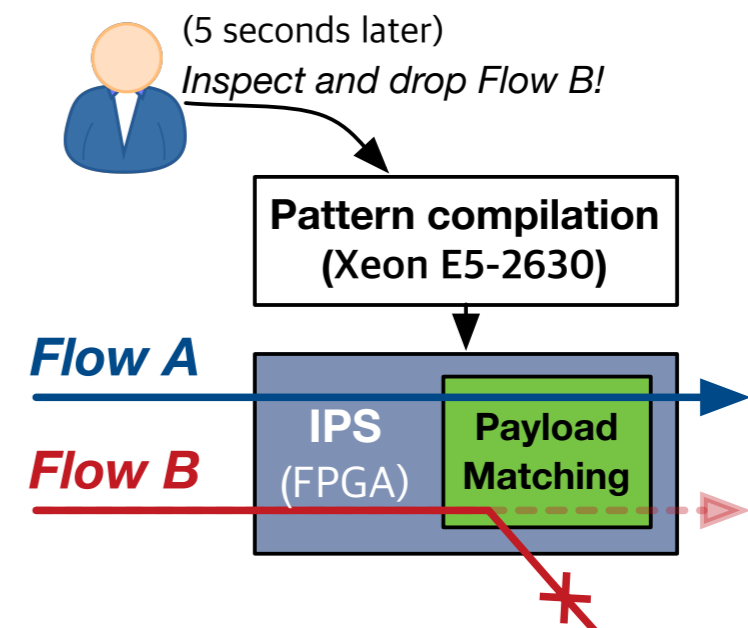 (5 seconds later)
Inspect and drop Flow B!
Pattern compilation
(Xeon E5-2630)
Flow A
IPS
(FPGA)
Payload
Matching
Flow B